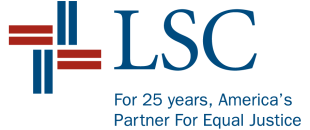 LSC
For 25 years, America's
Partner For Equal Justice